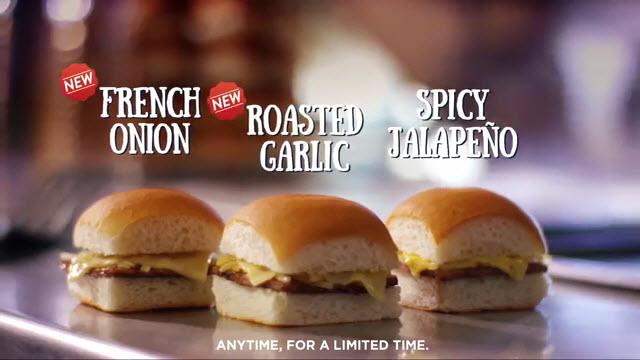 NEW
FRENCH
ONION
NEW
ROASTED
GARLIC
SPICY
JALAPEÑO
ANYTIME, FOR A LIMITED TIME.